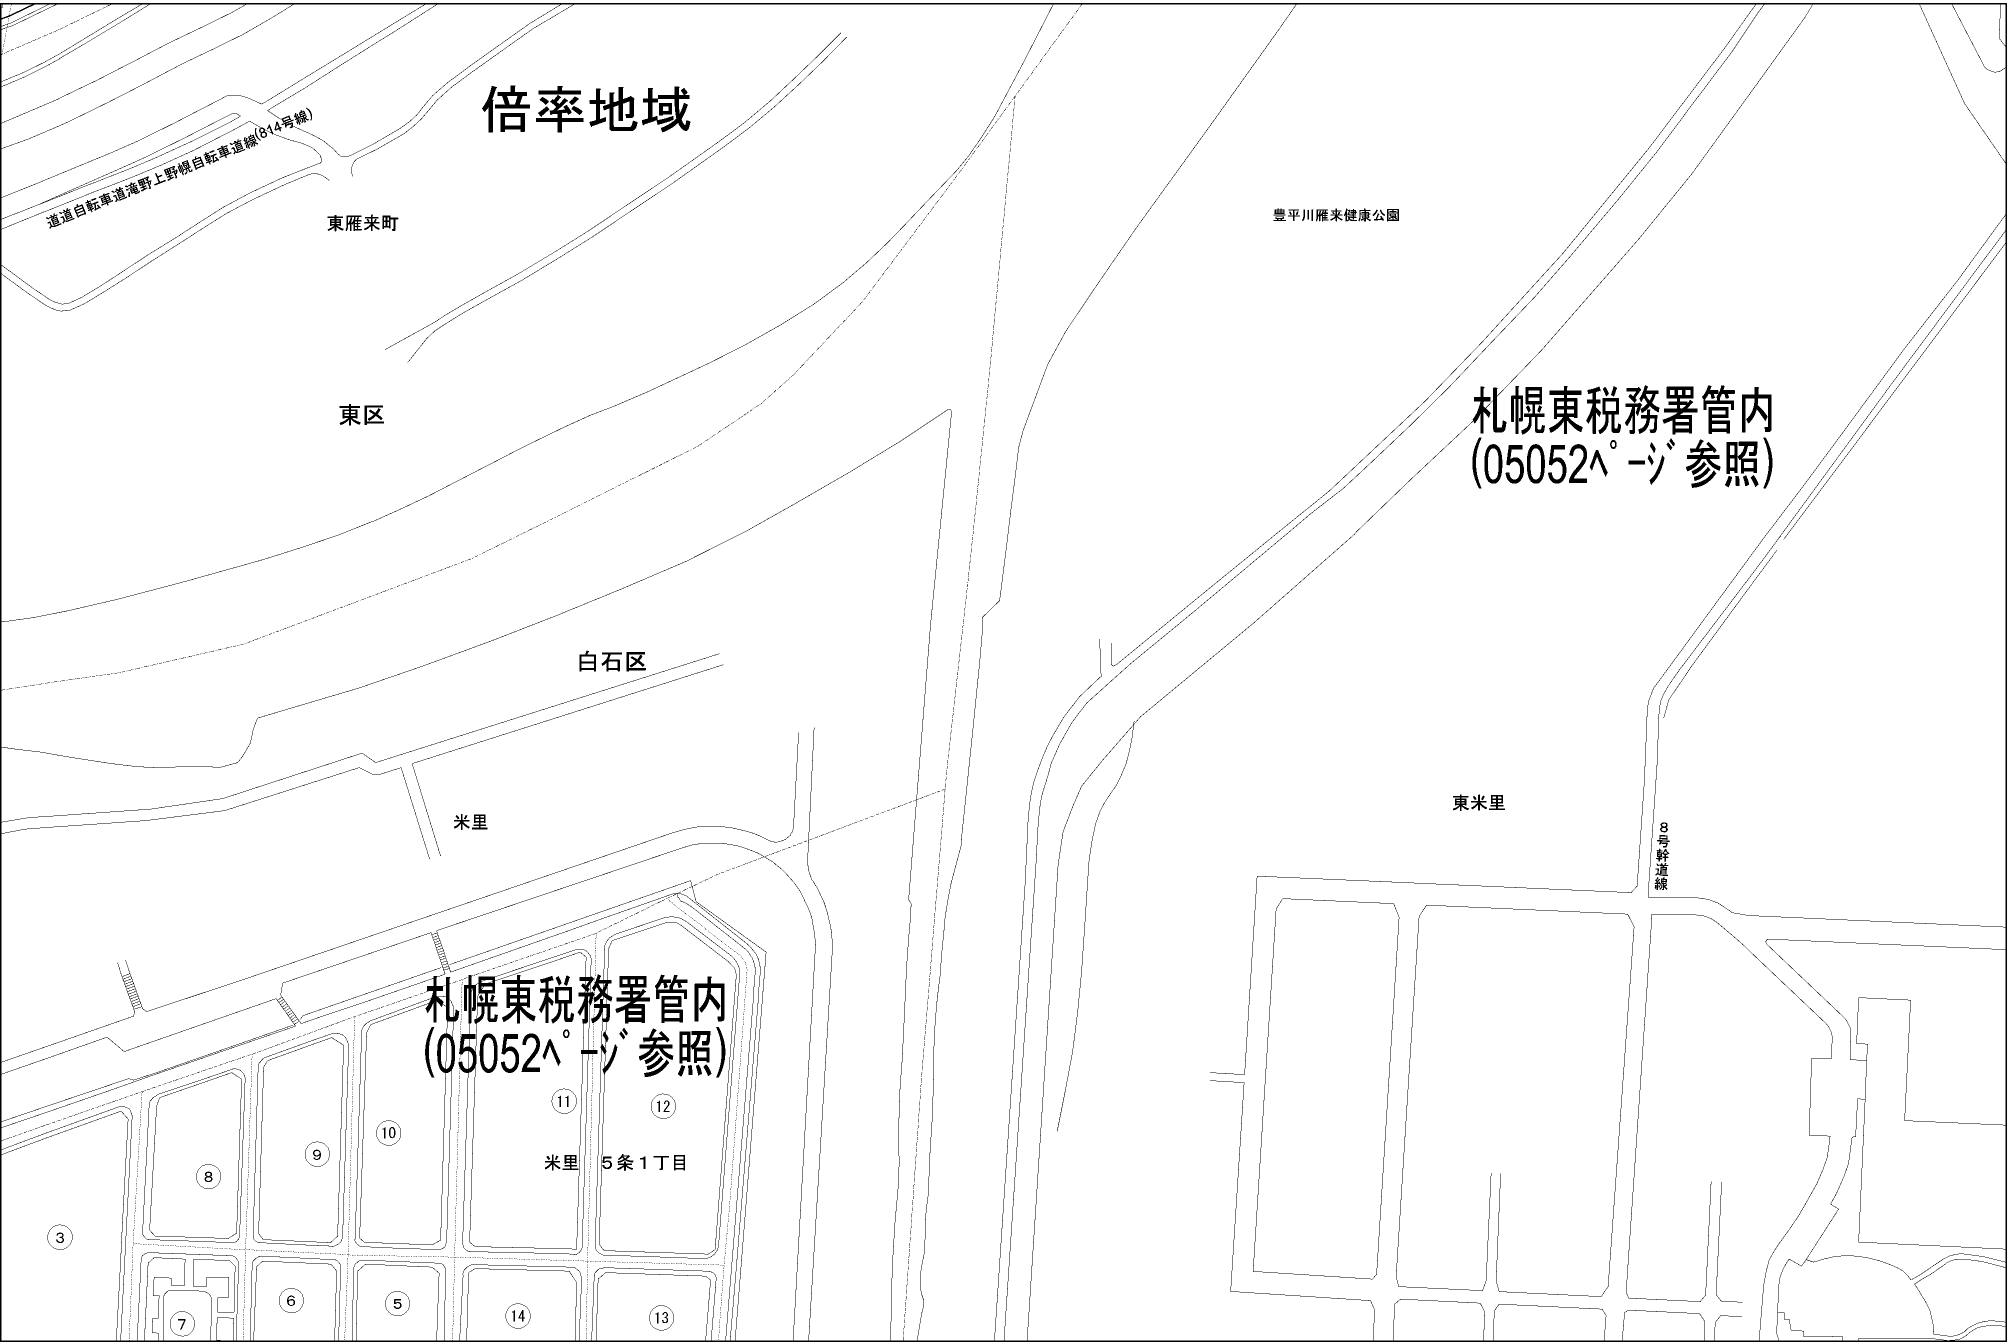 倍率地域
道道自転車道滝野上野幌自転車道線(814号線)
東雁来町
豊平川雁来健康公園
東区
札幌東税務署管内
(05052ﾍﾟｰｼﾞ参照)
白石区
米里
東米里
8号幹道線
札幌東税務署管内
(05052ﾍﾟｰｼﾞ参照)
11
12
10
9
8
米里 5条1丁目
3
6
5
14
13
7